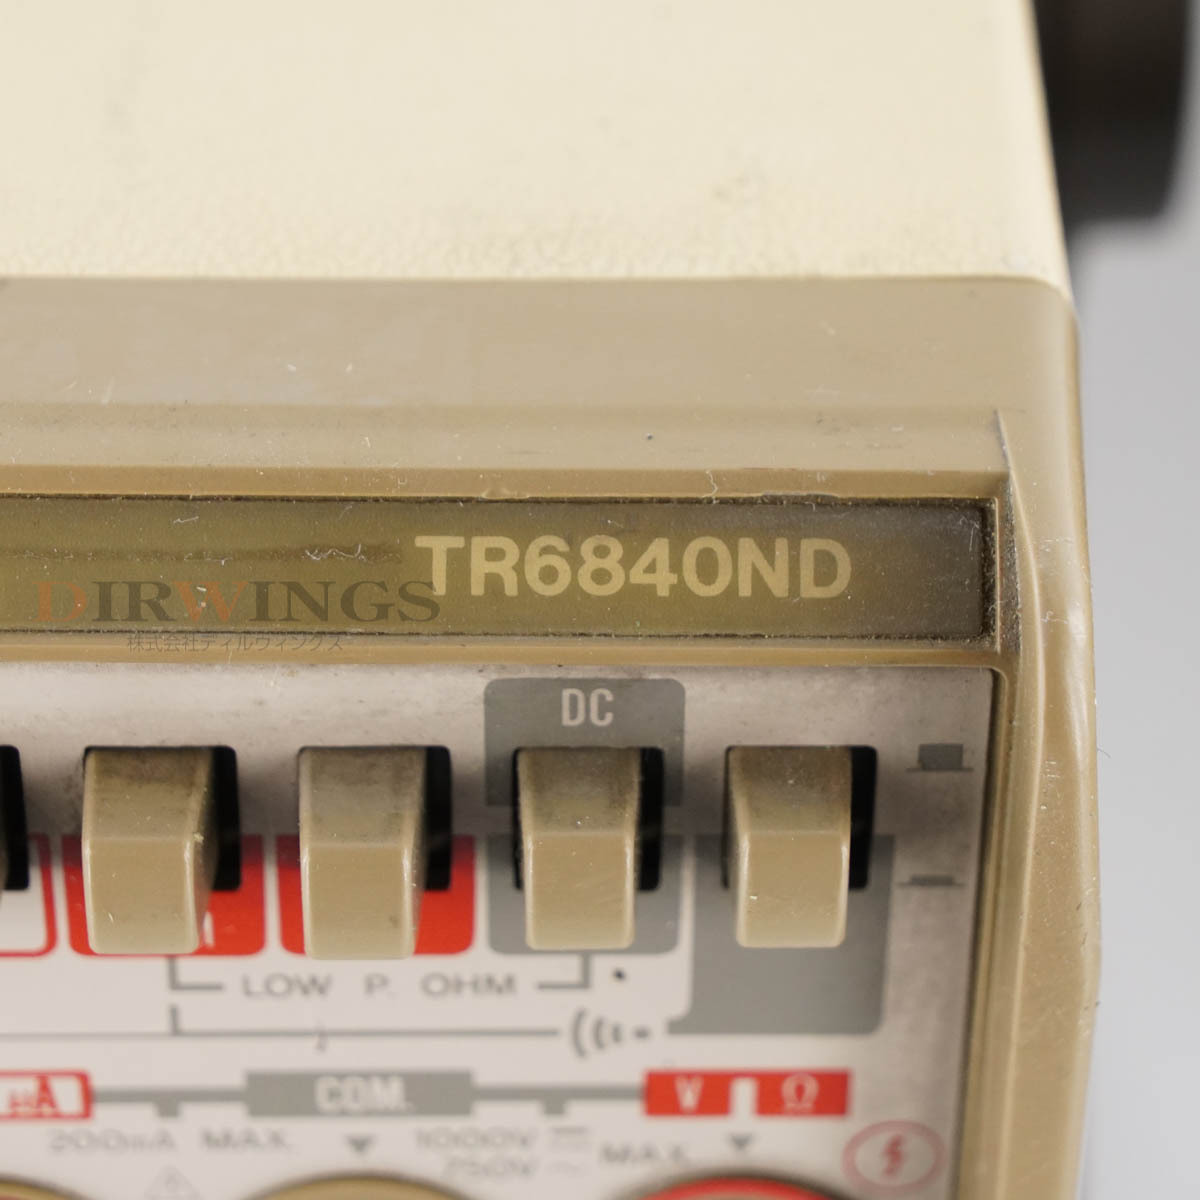 TR6840ND
DIRWINGS
株式会社ディルウィングス
DC
LOW P. OHM
μA COM. V Ω
200mA MAX. 1000V MAX.
750V